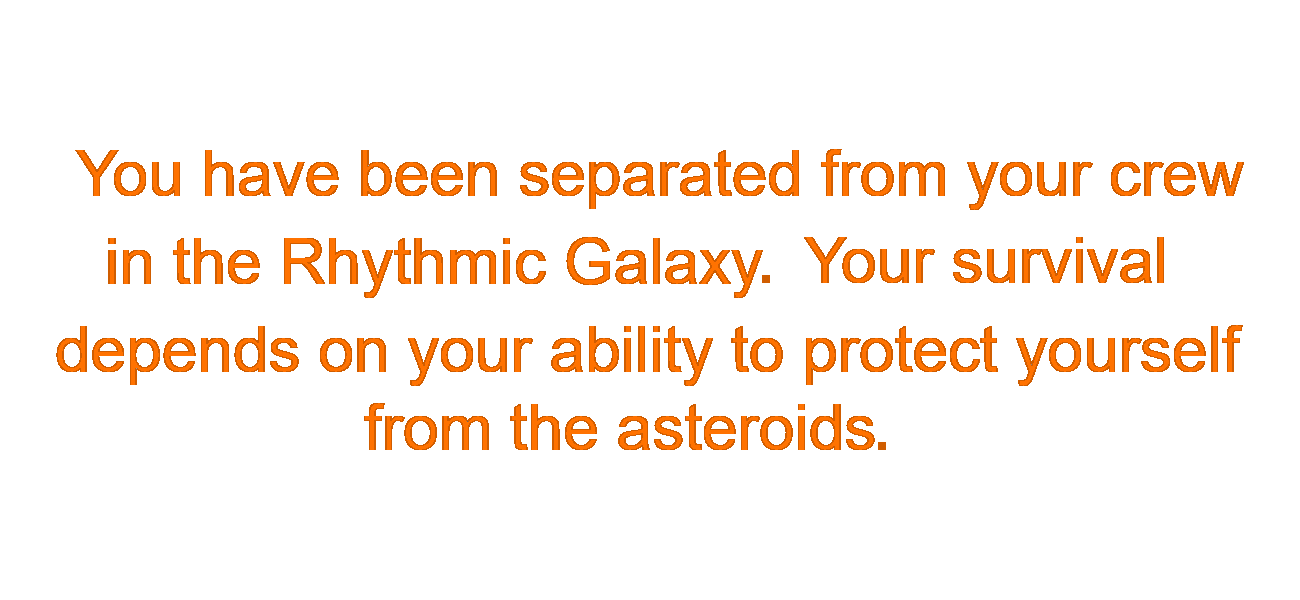 You have been separated from your crew
in the Rhythmic Galaxy. Your survival
depends on your ability to protect yourself
from the asteroids.